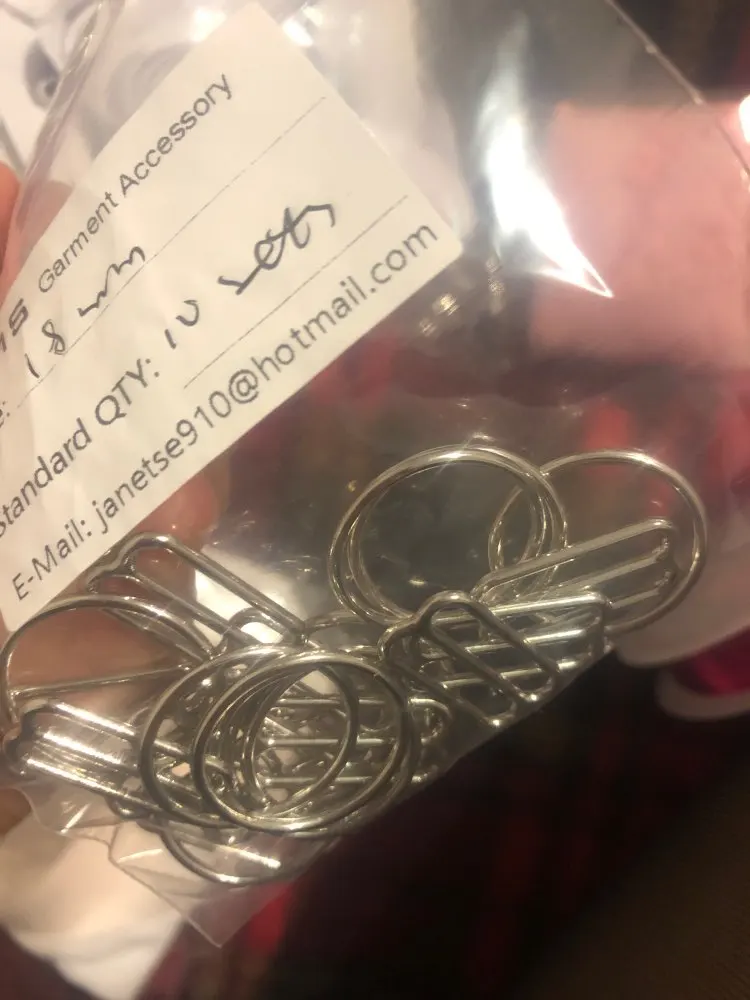 Garment Accessory
18 mm
Standard QTY: 10 sets
E-Mail: janetse910@hotmail.com